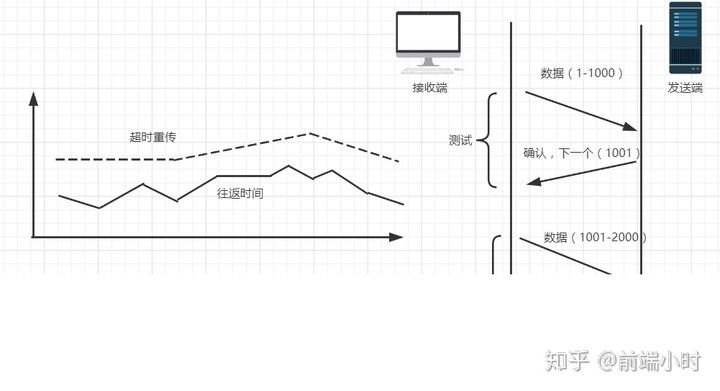 接收端
发送端
数据（1-1000）
超时重传
测试
确认，下一个（1001）
往返时间
数据（1001-2000）
知乎 @前端小时